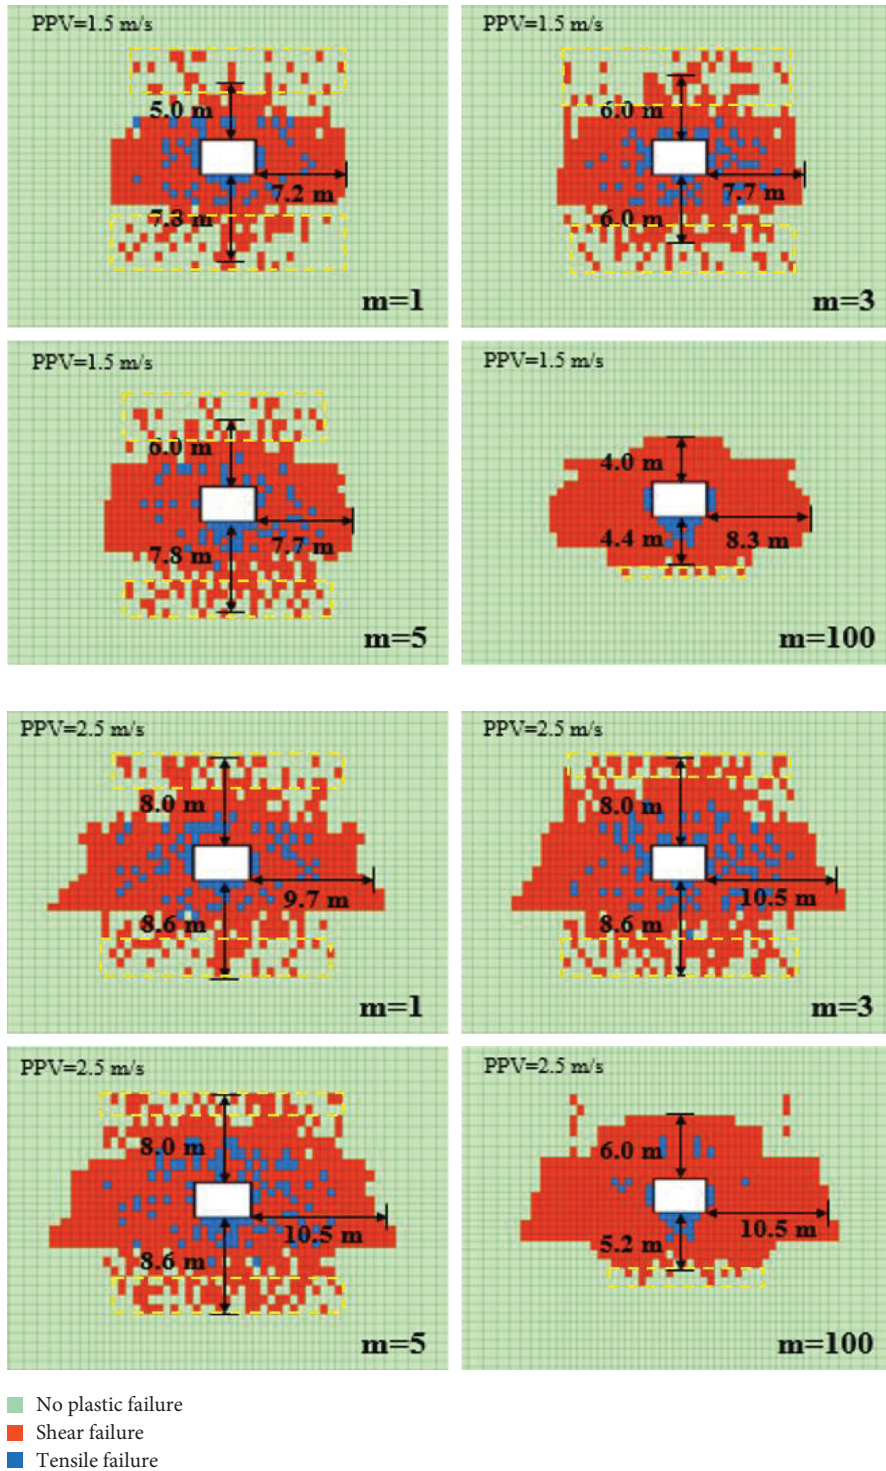 PPV=1.5 m/s
5.0 m
7.2 m
7.8 m
m=1
PPV=1.5 m/s
6.0 m
7.7 m
6.0 m
m=3
PPV=1.5 m/s
6.0 m
7.8 m
7.7 m
m=5
PPV=1.5 m/s
4.0 m
4.4 m
8.3 m
m=100
PPV=2.5 m/s
8.0 m
9.7 m
8.6 m
m=1
PPV=2.5 m/s
8.0 m
10.5 m
8.6 m
m=3
PPV=2.5 m/s
8.0 m
10.5 m
8.6 m
m=5
PPV=2.5 m/s
6.0 m
10.5 m
5.2 m
m=100
No plastic failure
Shear failure
Tensile failure